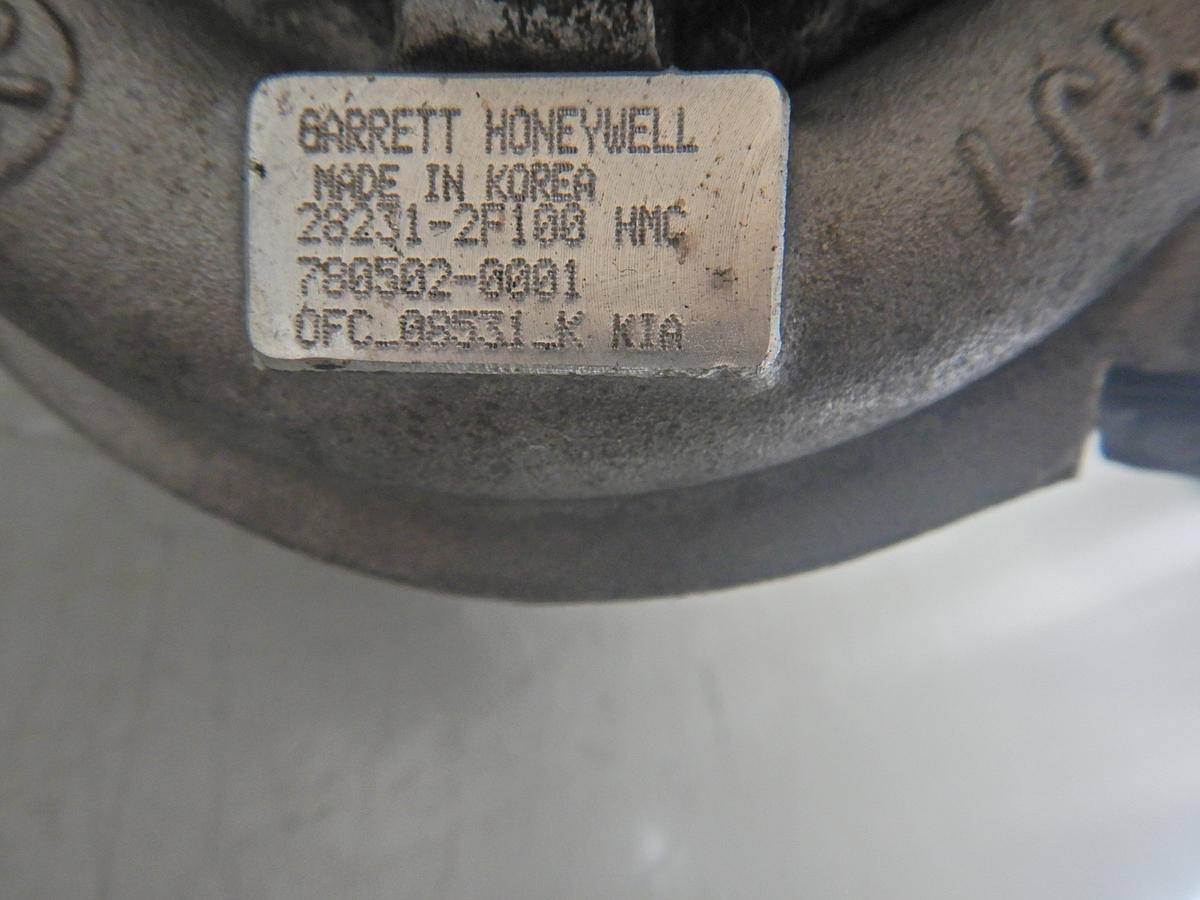 GARRETT HONEYWELL
MADE IN KOREA
28231-2F100 HMC
780502-0001
OFC_08531_K KIA